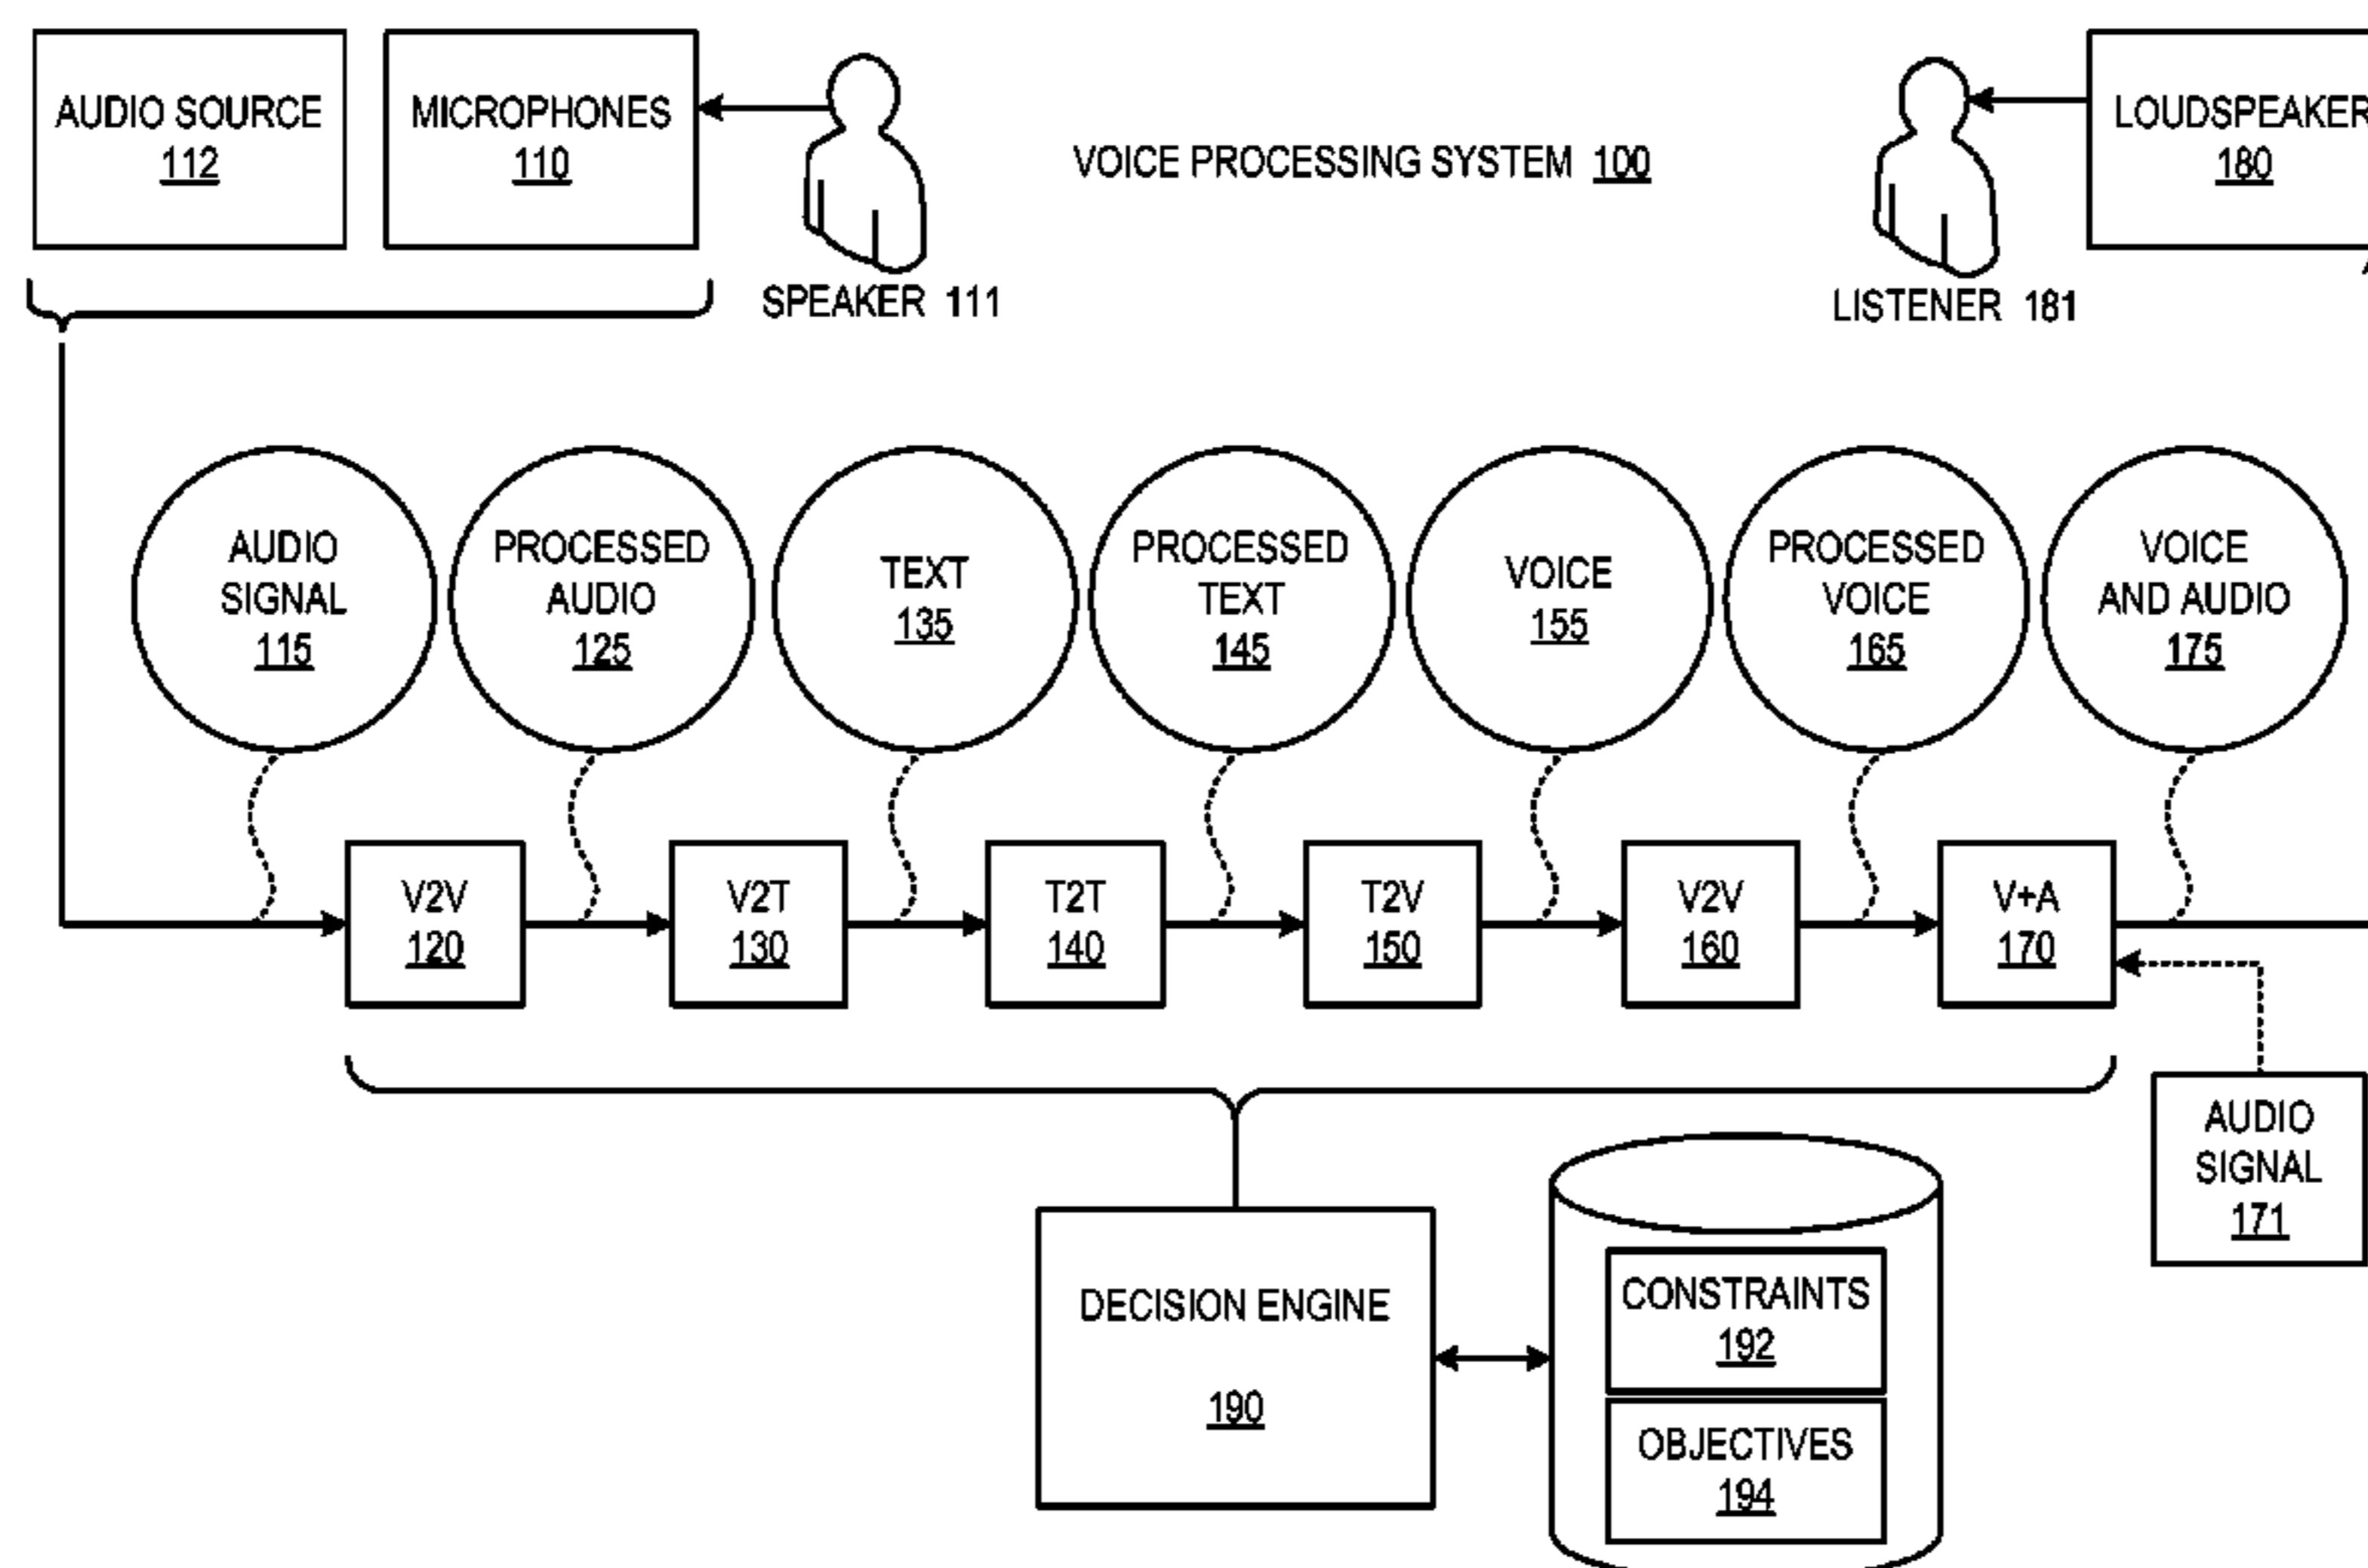 AUDIO SOURCE
112
MICROPHONES
110
SPEAKER 111
VOICE PROCESSING SYSTEM 100
LISTENER 181
LOUDSPEAKER
180
AUDIO
SIGNAL
115
PROCESSED
AUDIO
125
TEXT
135
PROCESSED
TEXT
145
VOICE
155
PROCESSED
VOICE
165
VOICE
AND AUDIO
175
V2V
120
V2T
130
T2T
140
T2V
150
V2V
160
V+A
170
AUDIO
SIGNAL
171
DECISION ENGINE
190
CONSTRAINTS
192
OBJECTIVES
194